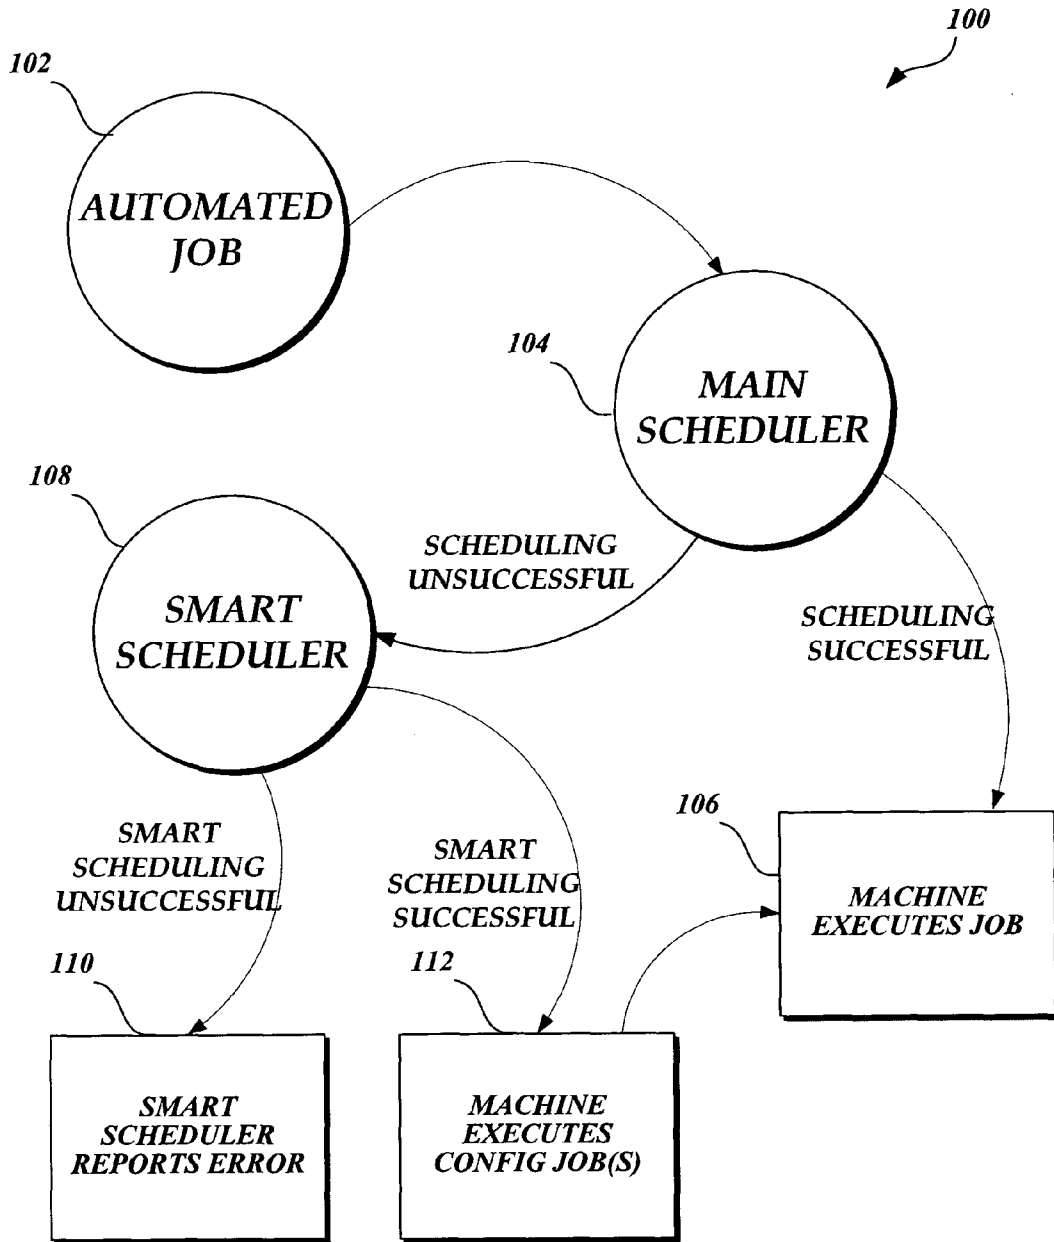 100
102
AUTOMATED
JOB
104
MAIN
SCHEDULER
108
SCHEDULING
UNSUCCESSFUL
SMART
SCHEDULER
SCHEDULING
SUCCESSFUL
106
SMART
SCHEDULING
UNSUCCESSFUL
SMART
SCHEDULING
SUCCESSFUL
MACHINE
EXECUTES JOB
110
112
SMART
SCHEDULER
REPORTS ERROR
MACHINE
EXECUTES
CONFIG JOB(S)